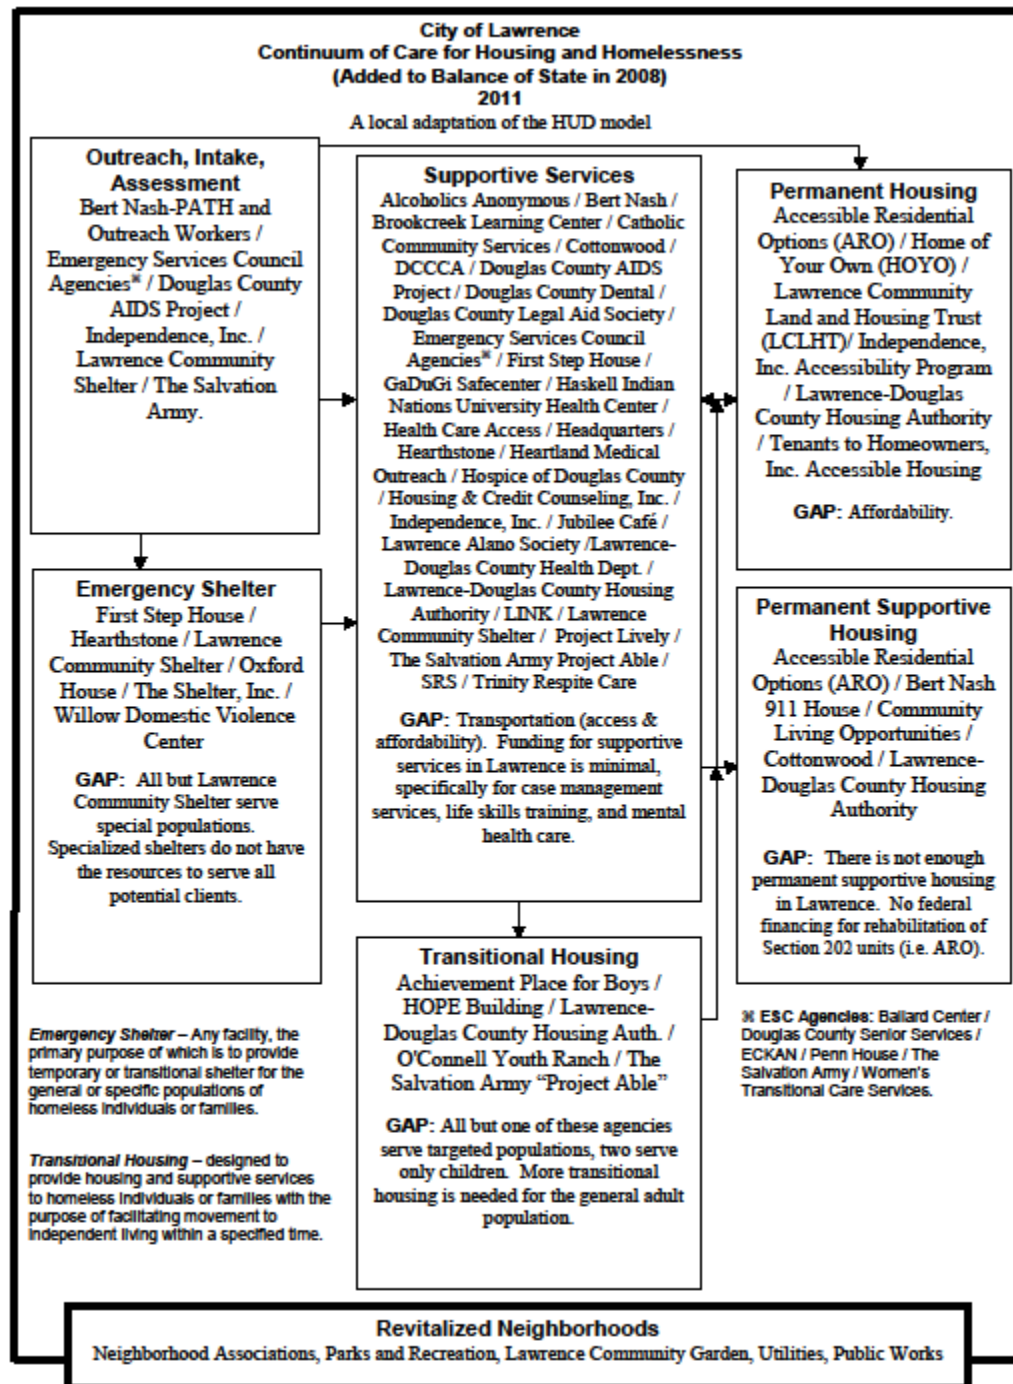 City of Lawrence
Continuum of Care for Housing and Homelessness
(Added to Balance of State in 2008)
2011
A local adaptation of the HUD model
Outreach, Intake,
Assessment
Bert Nash-PATH and
Outreach Workers /
Emergency Services Council
Agencies⌘ / Douglas County
AIDS Project /
Independence, Inc. /
Lawrence Community
Shelter / The Salvation
Army.
Emergency Shelter
First Step House /
Hearthstone / Lawrence
Community Shelter / Oxford
House / The Shelter, Inc. /
Willow Domestic Violence
Center
GAP: All but Lawrence
Community Shelter serve
special populations.
Specialized shelters do not have
the resources to serve all
potential clients.
Emergency Shelter – Any facility, the
primary purpose of which is to provide
temporary or transitional shelter for the
general or specific populations of
homeless individuals or families.
Transitional Housing – designed to
provide housing and supportive services
to homeless individuals or families with the
purpose of facilitating movement to
independent living within a specified time.
Supportive Services
Alcoholics Anonymous / Bert Nash /
Brookcreek Learning Center / Catholic
Community Services / Cottonwood /
DCCCA / Douglas County AIDS
Project / Douglas County Dental /
Douglas County Legal Aid Society /
Emergency Services Council
Agencies⌘ / First Step House /
GaDuGi Safecenter / Haskell Indian
Nations University Health Center /
Health Care Access / Headquarters /
Hearthstone / Heartland Medical
Outreach / Hospice of Douglas County
/ Housing & Credit Counseling, Inc. /
Independence, Inc. / Jubilee Café /
Lawrence Alano Society /Lawrence-
Douglas County Health Dept. /
Lawrence-Douglas County Housing
Authority / LINK / Lawrence
Community Shelter / Project Lively /
The Salvation Army Project Able /
SRS / Trinity Respite Care
GAP: Transportation (access &
affordability). Funding for supportive
services in Lawrence is minimal,
specifically for case management
services, life skills training, and mental
health care.
Transitional Housing
Achievement Place for Boys /
HOPE Building / Lawrence-
Douglas County Housing Auth. /
O'Connell Youth Ranch / The
Salvation Army “Project Able”
GAP: All but one of these agencies
serve targeted populations, two serve
only children. More transitional
housing is needed for the general adult
population.
Permanent Housing
Accessible Residential
Options (ARO) / Home of
Your Own (HOYO) /
Lawrence Community
Land and Housing Trust
(LCLHT)/ Independence,
Inc. Accessibility Program
/ Lawrence-Douglas
County Housing Authority
/ Tenants to Homeowners,
Inc. Accessible Housing
GAP: Affordability.
Permanent Supportive
Housing
Accessible Residential
Options (ARO) / Bert Nash
911 House / Community
Living Opportunities /
Cottonwood / Lawrence-
Douglas County Housing
Authority
GAP: There is not enough
permanent supportive housing
in Lawrence. No federal
financing for rehabilitation of
Section 202 units (i.e. ARO).
⌘ ESC Agencies: Ballard Center /
Douglas County Senior Services /
ECKAN / Penn House / The
Salvation Army / Women's
Transitional Care Services.
Revitalized Neighborhoods
Neighborhood Associations, Parks and Recreation, Lawrence Community Garden, Utilities, Public Works